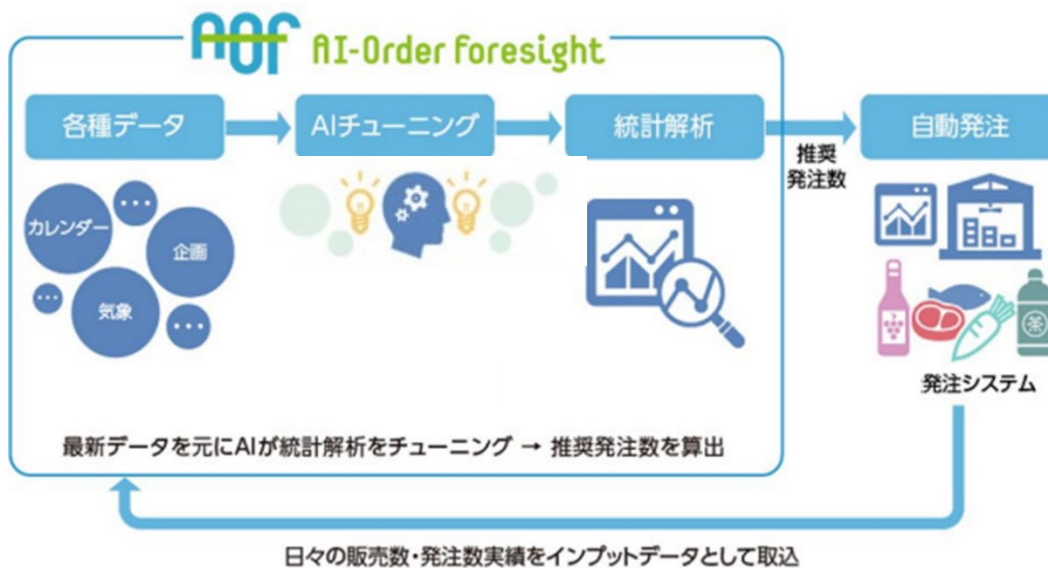 AOF AI-Order Foresight
各種データ
AIチューニング
統計解析
自動発注
推奨
発注数
カレンダー
...
企画
...
気象
...
茶
発注システム
最新データを元にAIが統計解析をチューニング → 推奨発注数を算出
日々の販売数・発注数実績をインプットデータとして取込